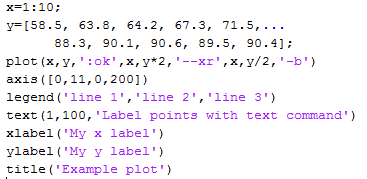 x=1:10;
y=[58.5, 63.8, 64.2, 67.3, 71.5,...
88.3, 90.1, 90.6, 89.5, 90.4];
plot(x,y,':ok',x,y*2,'--xr',x,y/2,'-b')
axis([0,11,0,200])
legend('line 1','line 2','line 3')
text(1,100,'Label points with text command')
xlabel('My x label')
ylabel('My y label')
title('Example plot')